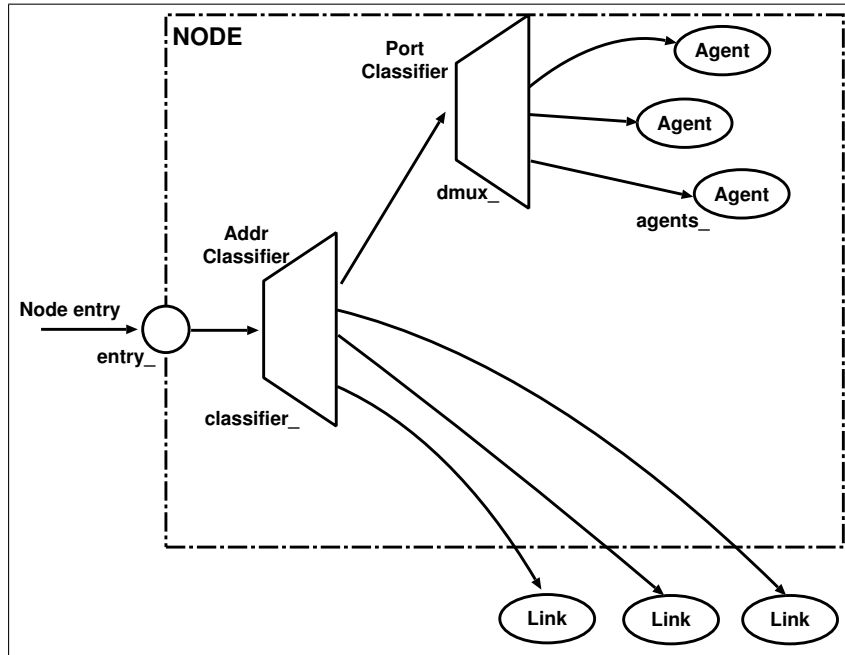 NODE
Port
Classifier
Agent
Agent
dmux_
Agent
agents_
Addr
Classifier
Node entry
entry_
classifier_
Link
Link
Link